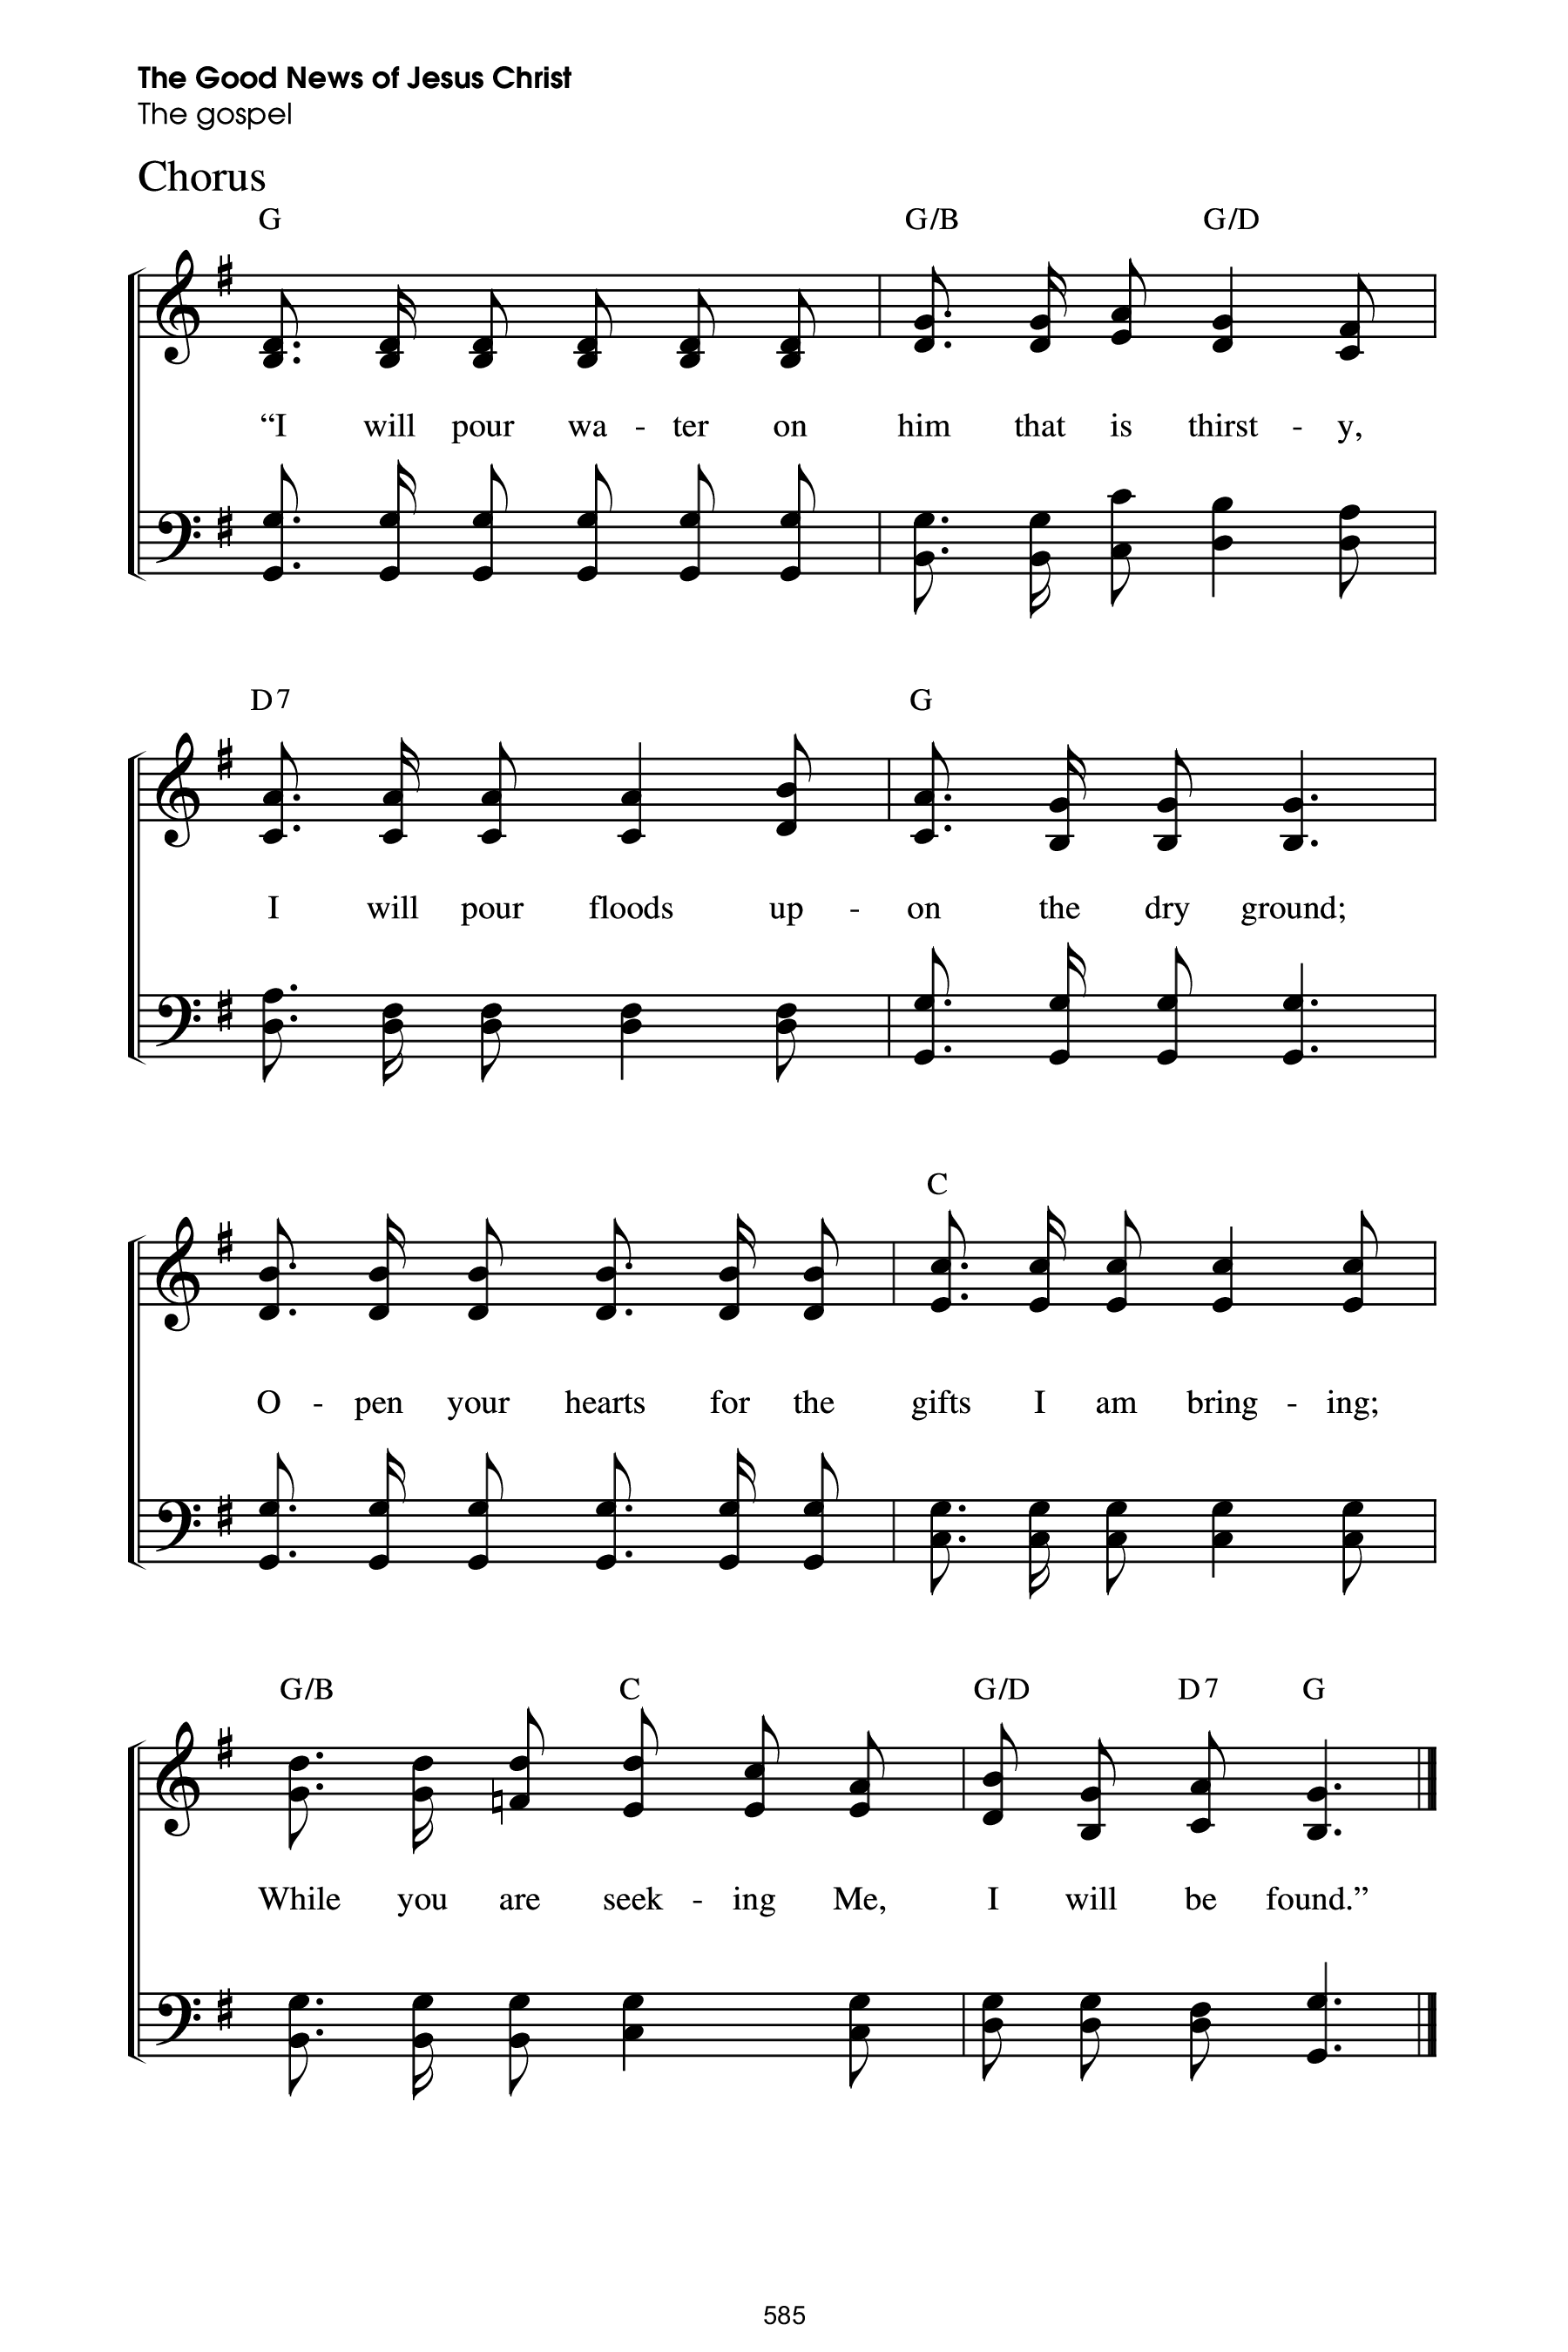 The Good News of Jesus Christ
The gospel
Chorus
G G/B G/D
“I will pour wa - ter on him that is thirst - y,
D7 G
I will pour floods up - on the dry ground;
C
O - pen your hearts for the gifts I am bring - ing;
G/B C G/D D7 G
While you are seek - ing Me, I will be found.”
585